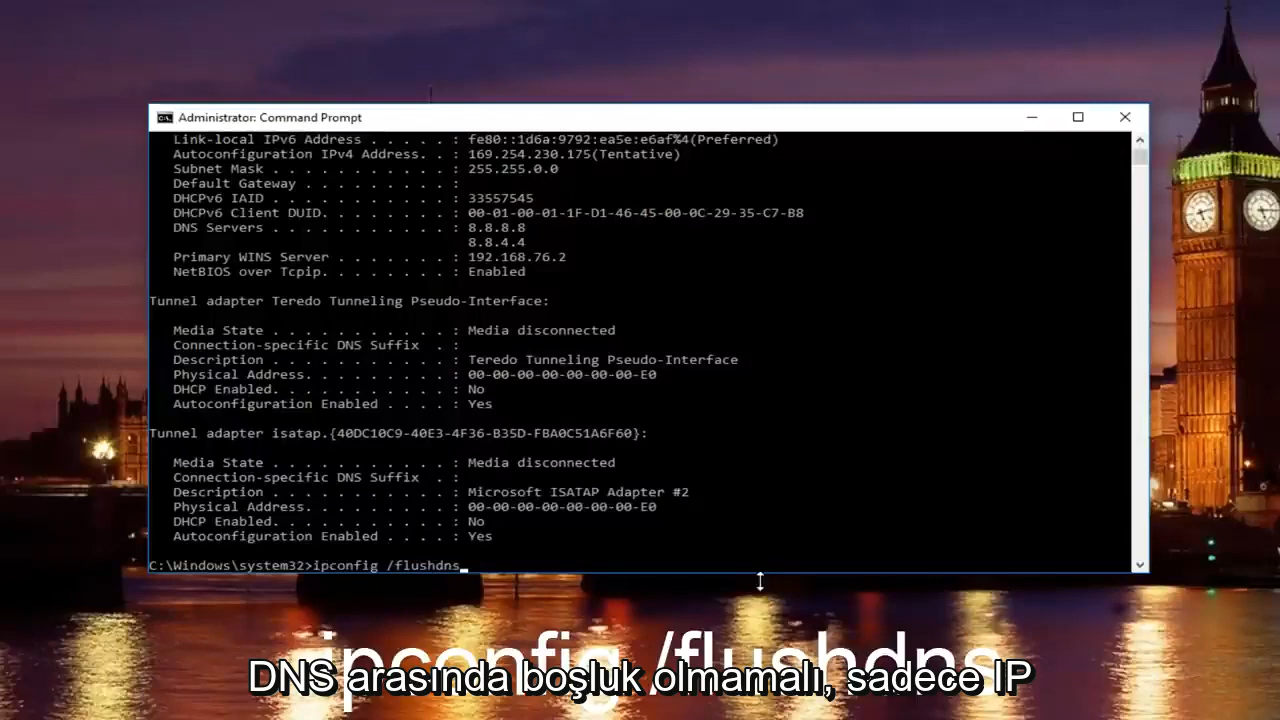 Administrator: Command Prompt
Link-local IPv6 Address . . . . . : fe80::1d6a:9792:ea5e:e6af%4(Preferred)
Autoconfiguration IPv4 Address. . : 169.254.230.175(Tentative)
Subnet Mask . . . . . . . . . . . : 255.255.0.0
Default Gateway . . . . . . . . . :
DHCPv6 IAID . . . . . . . . . . . : 33557545
DHCPv6 Client DUID. . . . . . . . : 00-01-00-01-1F-D1-46-45-00-0C-29-35-C7-B8
DNS Servers . . . . . . . . . . . : 8.8.8.8
8.8.4.4
Primary WINS Server . . . . . . . : 192.168.76.2
NetBIOS over Tcpip. . . . . . . . : Enabled
Tunnel adapter Teredo Tunneling Pseudo-Interface:
Media State . . . . . . . . . . . : Media disconnected
Connection-specific DNS Suffix . :
Description . . . . . . . . . . . : Teredo Tunneling Pseudo-Interface
Physical Address. . . . . . . . . : 00-00-00-00-00-00-00-E0
DHCP Enabled. . . . . . . . . . . : No
Autoconfiguration Enabled . . . . : Yes
Tunnel adapter isatap.{40DC10C9-40E3-4F36-B35D-FBA0C51A6F60}:
Media State . . . . . . . . . . . : Media disconnected
Connection-specific DNS Suffix . :
Description . . . . . . . . . . . : Microsoft ISATAP Adapter #2
Physical Address. . . . . . . . . : 00-00-00-00-00-00-00-E0
DHCP Enabled. . . . . . . . . . . : No
Autoconfiguration Enabled . . . . : Yes
C:\Windows\system32>ipconfig /flushdns
ipconfig /flushdns
DNS arasında boşluk olmamalı, sadece IP